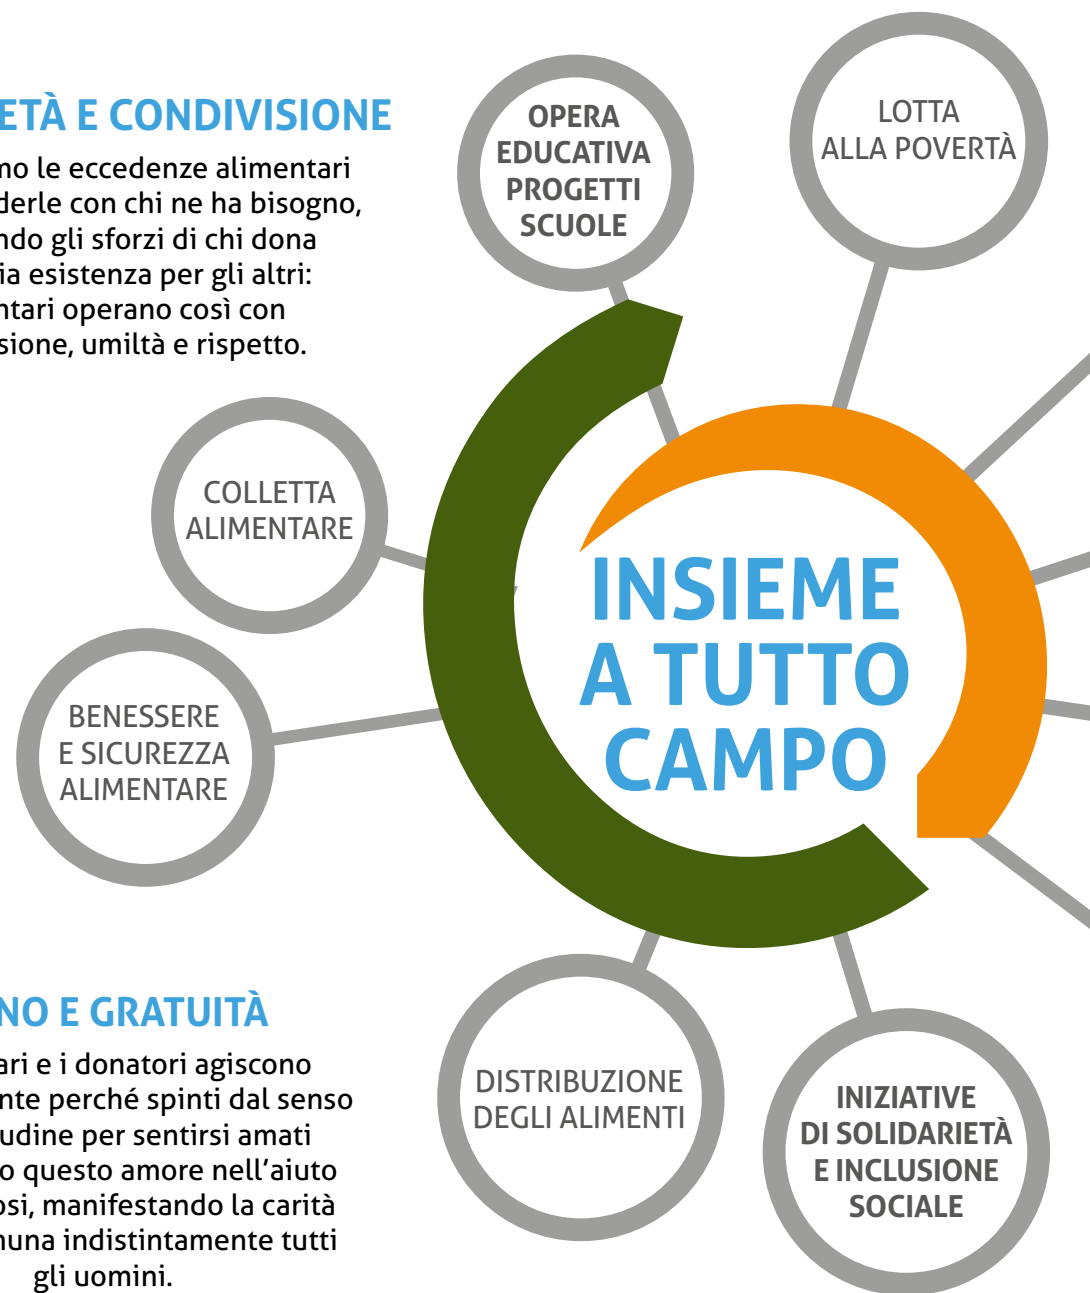 ETÀ E CONDIVISIONE
mo le eccedenze alimentari
derle con chi ne ha bisogno,
ndo gli sforzi di chi dona
ia esistenza per gli altri:
ntari operano così con
sione, umiltà e rispetto.
OPERA
EDUCATIVA
PROGETTI
SCUOLE
LOTTA
ALLA POVERTÀ
COLLETTA
ALIMENTARE
BENESSERE
E SICUREZZA
ALIMENTARE
INSIEME
A TUTTO
CAMPO
NO E GRATUITÀ
ari e i donatori agiscono
nte perché spinti dal senso
udine per sentirsi amati
o questo amore nell’aiuto
osi, manifestando la carità
nuna indistintamente tutti
gli uomini.
DISTRIBUZIONE
DEGLI ALIMENTI
INIZIATIVE
DI SOLIDARIETÀ
E INCLUSIONE
SOCIALE